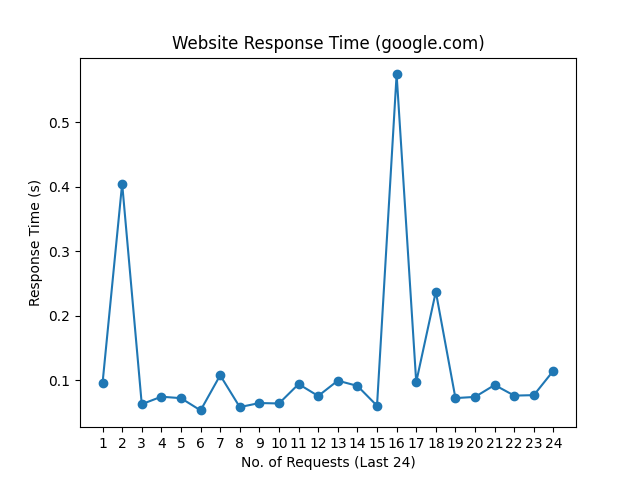 Website Response Time (google.com)
Response Time (s)
0.5
0.4
0.3
0.2
0.1
1 2 3 4 5 6 7 8 9 10 11 12 13 14 15 16 17 18 19 20 21 22 23 24
No. of Requests (Last 24)